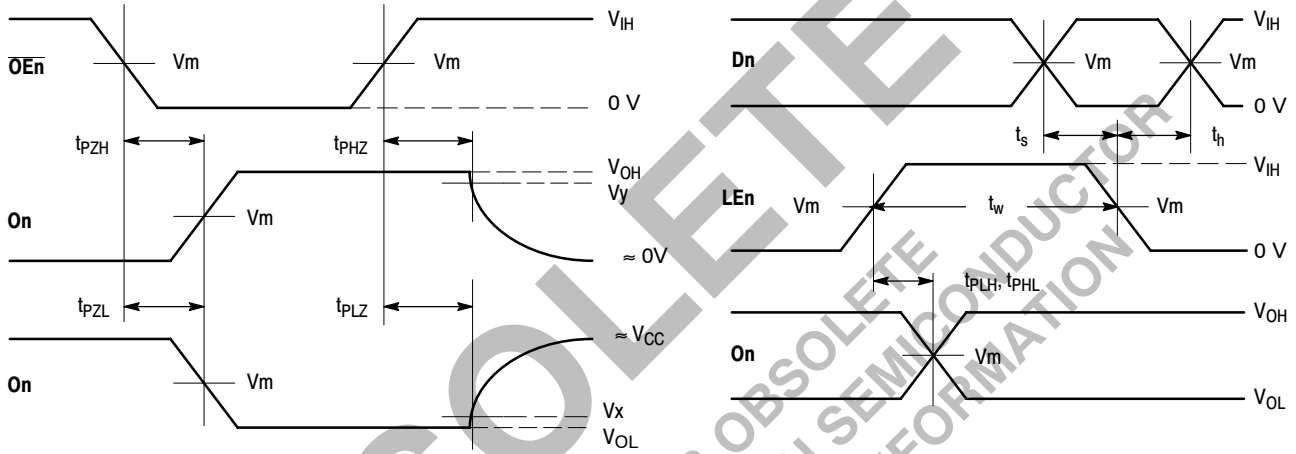 OEn
Vm
Vm
VIH
0 V
tPZH
tPHZ
VOH
Vy
On
Vm
≈ 0V
tPZL
tPLZ
≈ VCC
On
Vm
Vx
VOL
Dn
Vm
Vm
VIH
0 V
ts
th
VIH
LEn
Vm
tw
Vm
0 V
tPLH, tPHL
VOH
On
Vm
VOL
OBSOLETE
OBSOLETE
SEMICONDUCTOR